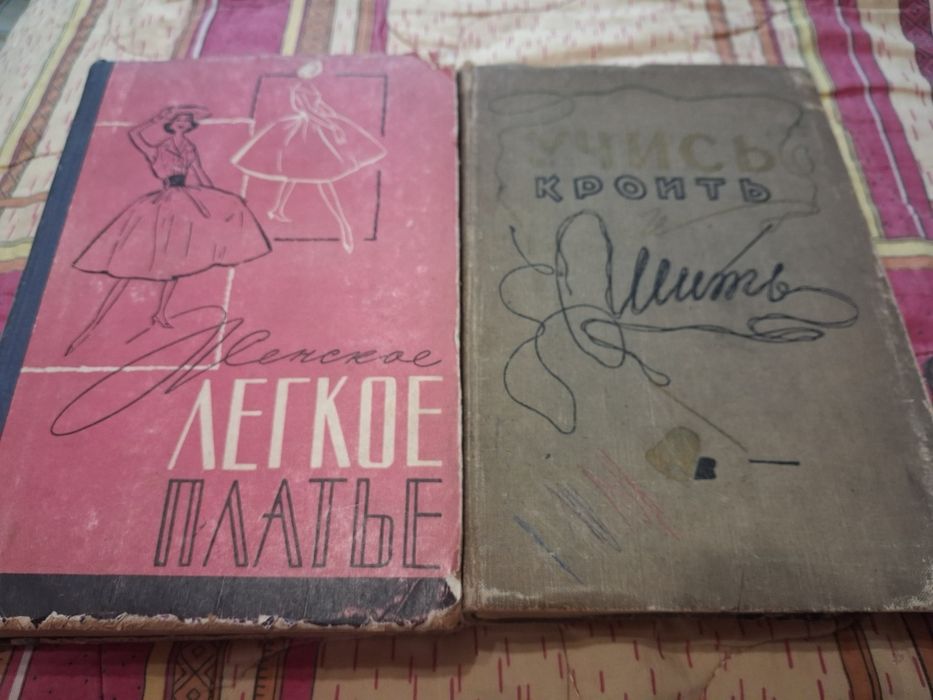 Женское
ЛЕГКОЕ
ПЛАТЬЕ
УЧИСЬ
КРОИТЬ
Шить